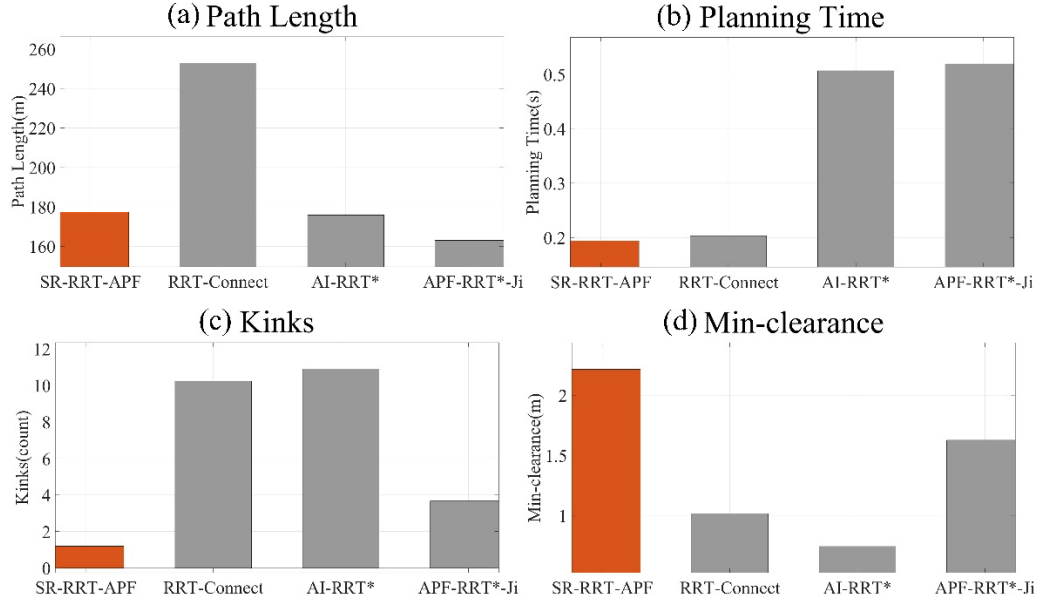 (a) Path Length
Path Length(m)
260
240
220
200
180
160
SR-RRT-APF RRT-Connect AI-RRT* APF-RRT*-Ji
(b) Planning Time
Planning Time(s)
0.5
0.4
0.3
0.2
SR-RRT-APF RRT-Connect AI-RRT* APF-RRT*-Ji
(c) Kinks
Kinks(count)
12
10
8
6
4
2
0
SR-RRT-APF RRT-Connect AI-RRT* APF-RRT*-Ji
(d) Min-clearance
Min-clearance(m)
2
1.5
1
SR-RRT-APF RRT-Connect AI-RRT* APF-RRT*-Ji